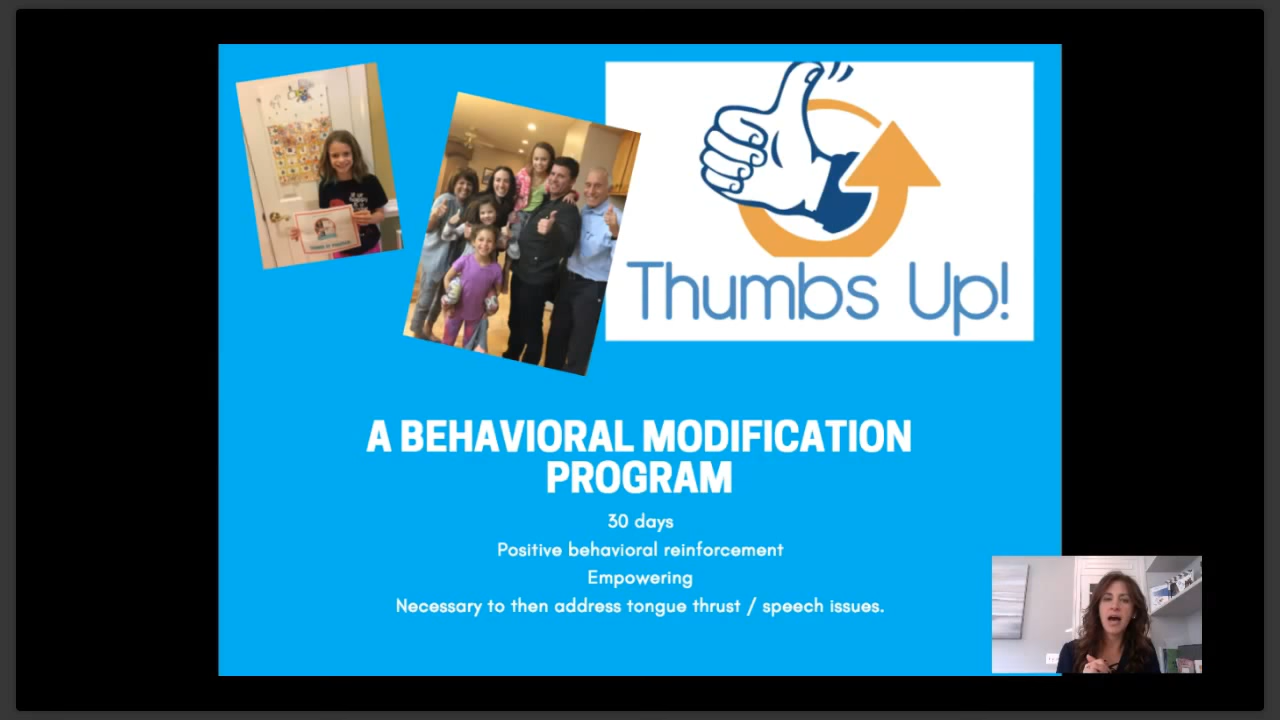 Thumbs Up!
A BEHAVIORAL MODIFICATION
PROGRAM
30 days
Positive behavioral reinforcement
Empowering
Necessary to then address tongue thrust / speech issues.